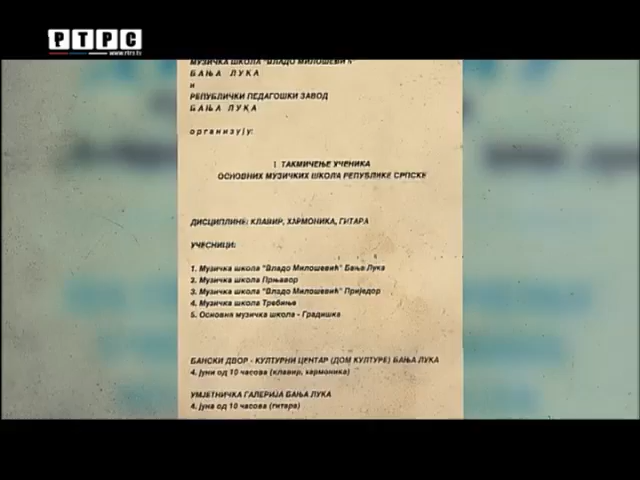 РТРС
www.rtrs.tv
МУЗИЧКА ШКОЛА "ВЛАДО МИЛОШЕВИЋ"
БАЊА ЛУКА
и
РЕПУБЛИЧКИ ПЕДАГОШКИ ЗАВОД
БАЊА ЛУКА
организују:
1 ТАКМИЧЕЊЕ УЧЕНИКА
ОСНОВНИХ МУЗИЧКИХ ШКОЛА РЕПУБЛИКЕ СРПСКЕ
ДИСЦИПЛИНЕ: КЛАВИР, ХАРМОНИКА, ГИТАРА
УЧЕСНИЦИ:
1. Музичка школа "Владо Милошевић" Бања Лука
2. Музичка школа Прњавор
3. Музичка школа "Владо Милошевић" Приједор
4. Музичка школа Требиње
5. Основна музичка школа - Градишка
БАНСКИ ДВОР - КУЛТУРНИ ЦЕНТАР (ДОМ КУЛТУРЕ) БАЊА ЛУКА
4. јуни од 10 часова (клавир, хармоника)
УМЈЕТНИЧКА ГАЛЕРИЈА БАЊА ЛУКА
4. јуна од 10 часова (гитара)